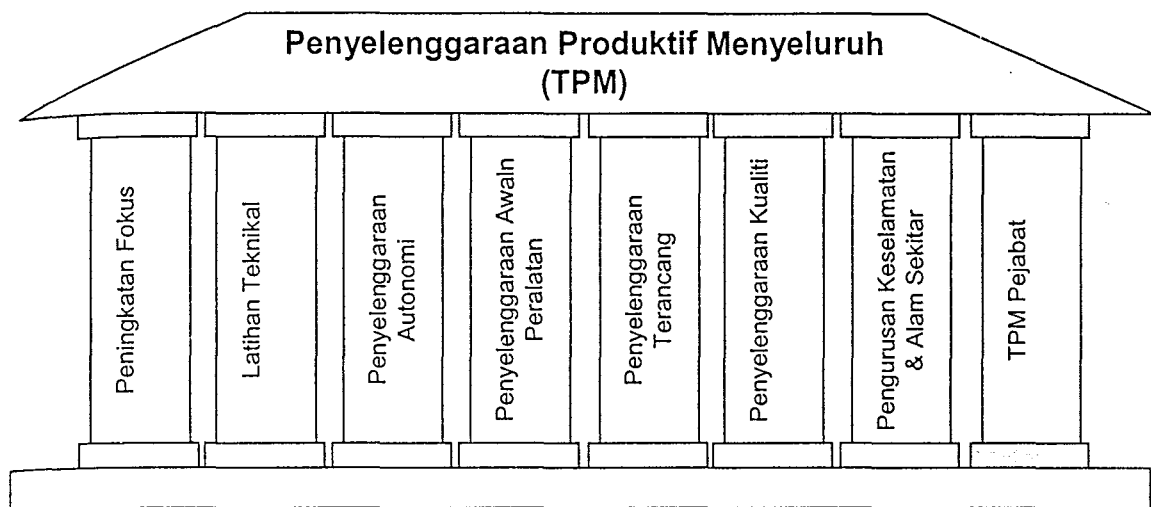 Penyelenggaraan Produktif Menyeluruh
(TPM)
Peningkatan Fokus
Latihan Teknikal
Penyelenggaraan
Autonomi
Penyelenggaraan Awaln
Peralatan
Penyelenggaraan
Terancang
Penyelenggaran Kualiti
Pengurusan Keselamatan
& Alam Sekitar
TPM Pejabat